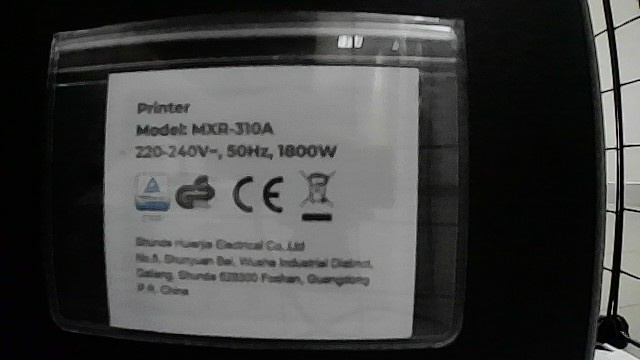 Printer
Model: MXR-310A
220-240V~, 50Hz, 1800W
CE
Shunde Huanjie Electrical Co.,Ltd
No.5, Shunyuan Bei, Wusha Industrial District,
Daliang, Shunde 528300 Foshan, Guangdong
P.R. China